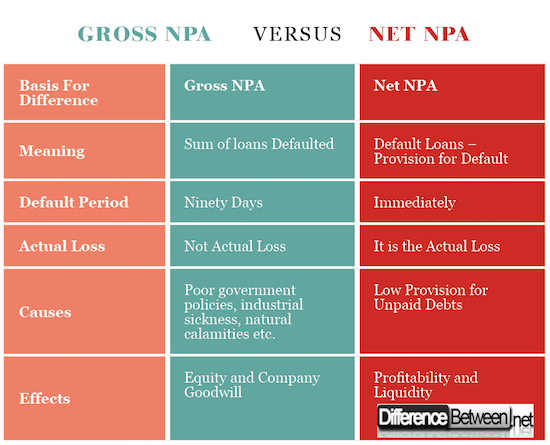 GROSS NPA VERSUS NET NPA
Basis For
Difference
Gross NPA
Net NPA
Meaning
Sum of loans Defaulted
Default Loans –
Provision for Default
Default Period
Ninety Days
Immediately
Actual Loss
Not Actual Loss
It is the Actual Loss
Causes
Poor government
policies, industrial
sickness, natural
calamities etc.
Low Provision for
Unpaid Debts
Effects
Equity and Company
Goodwill
Profitability and
Liquidity
DifferenceBetween.net